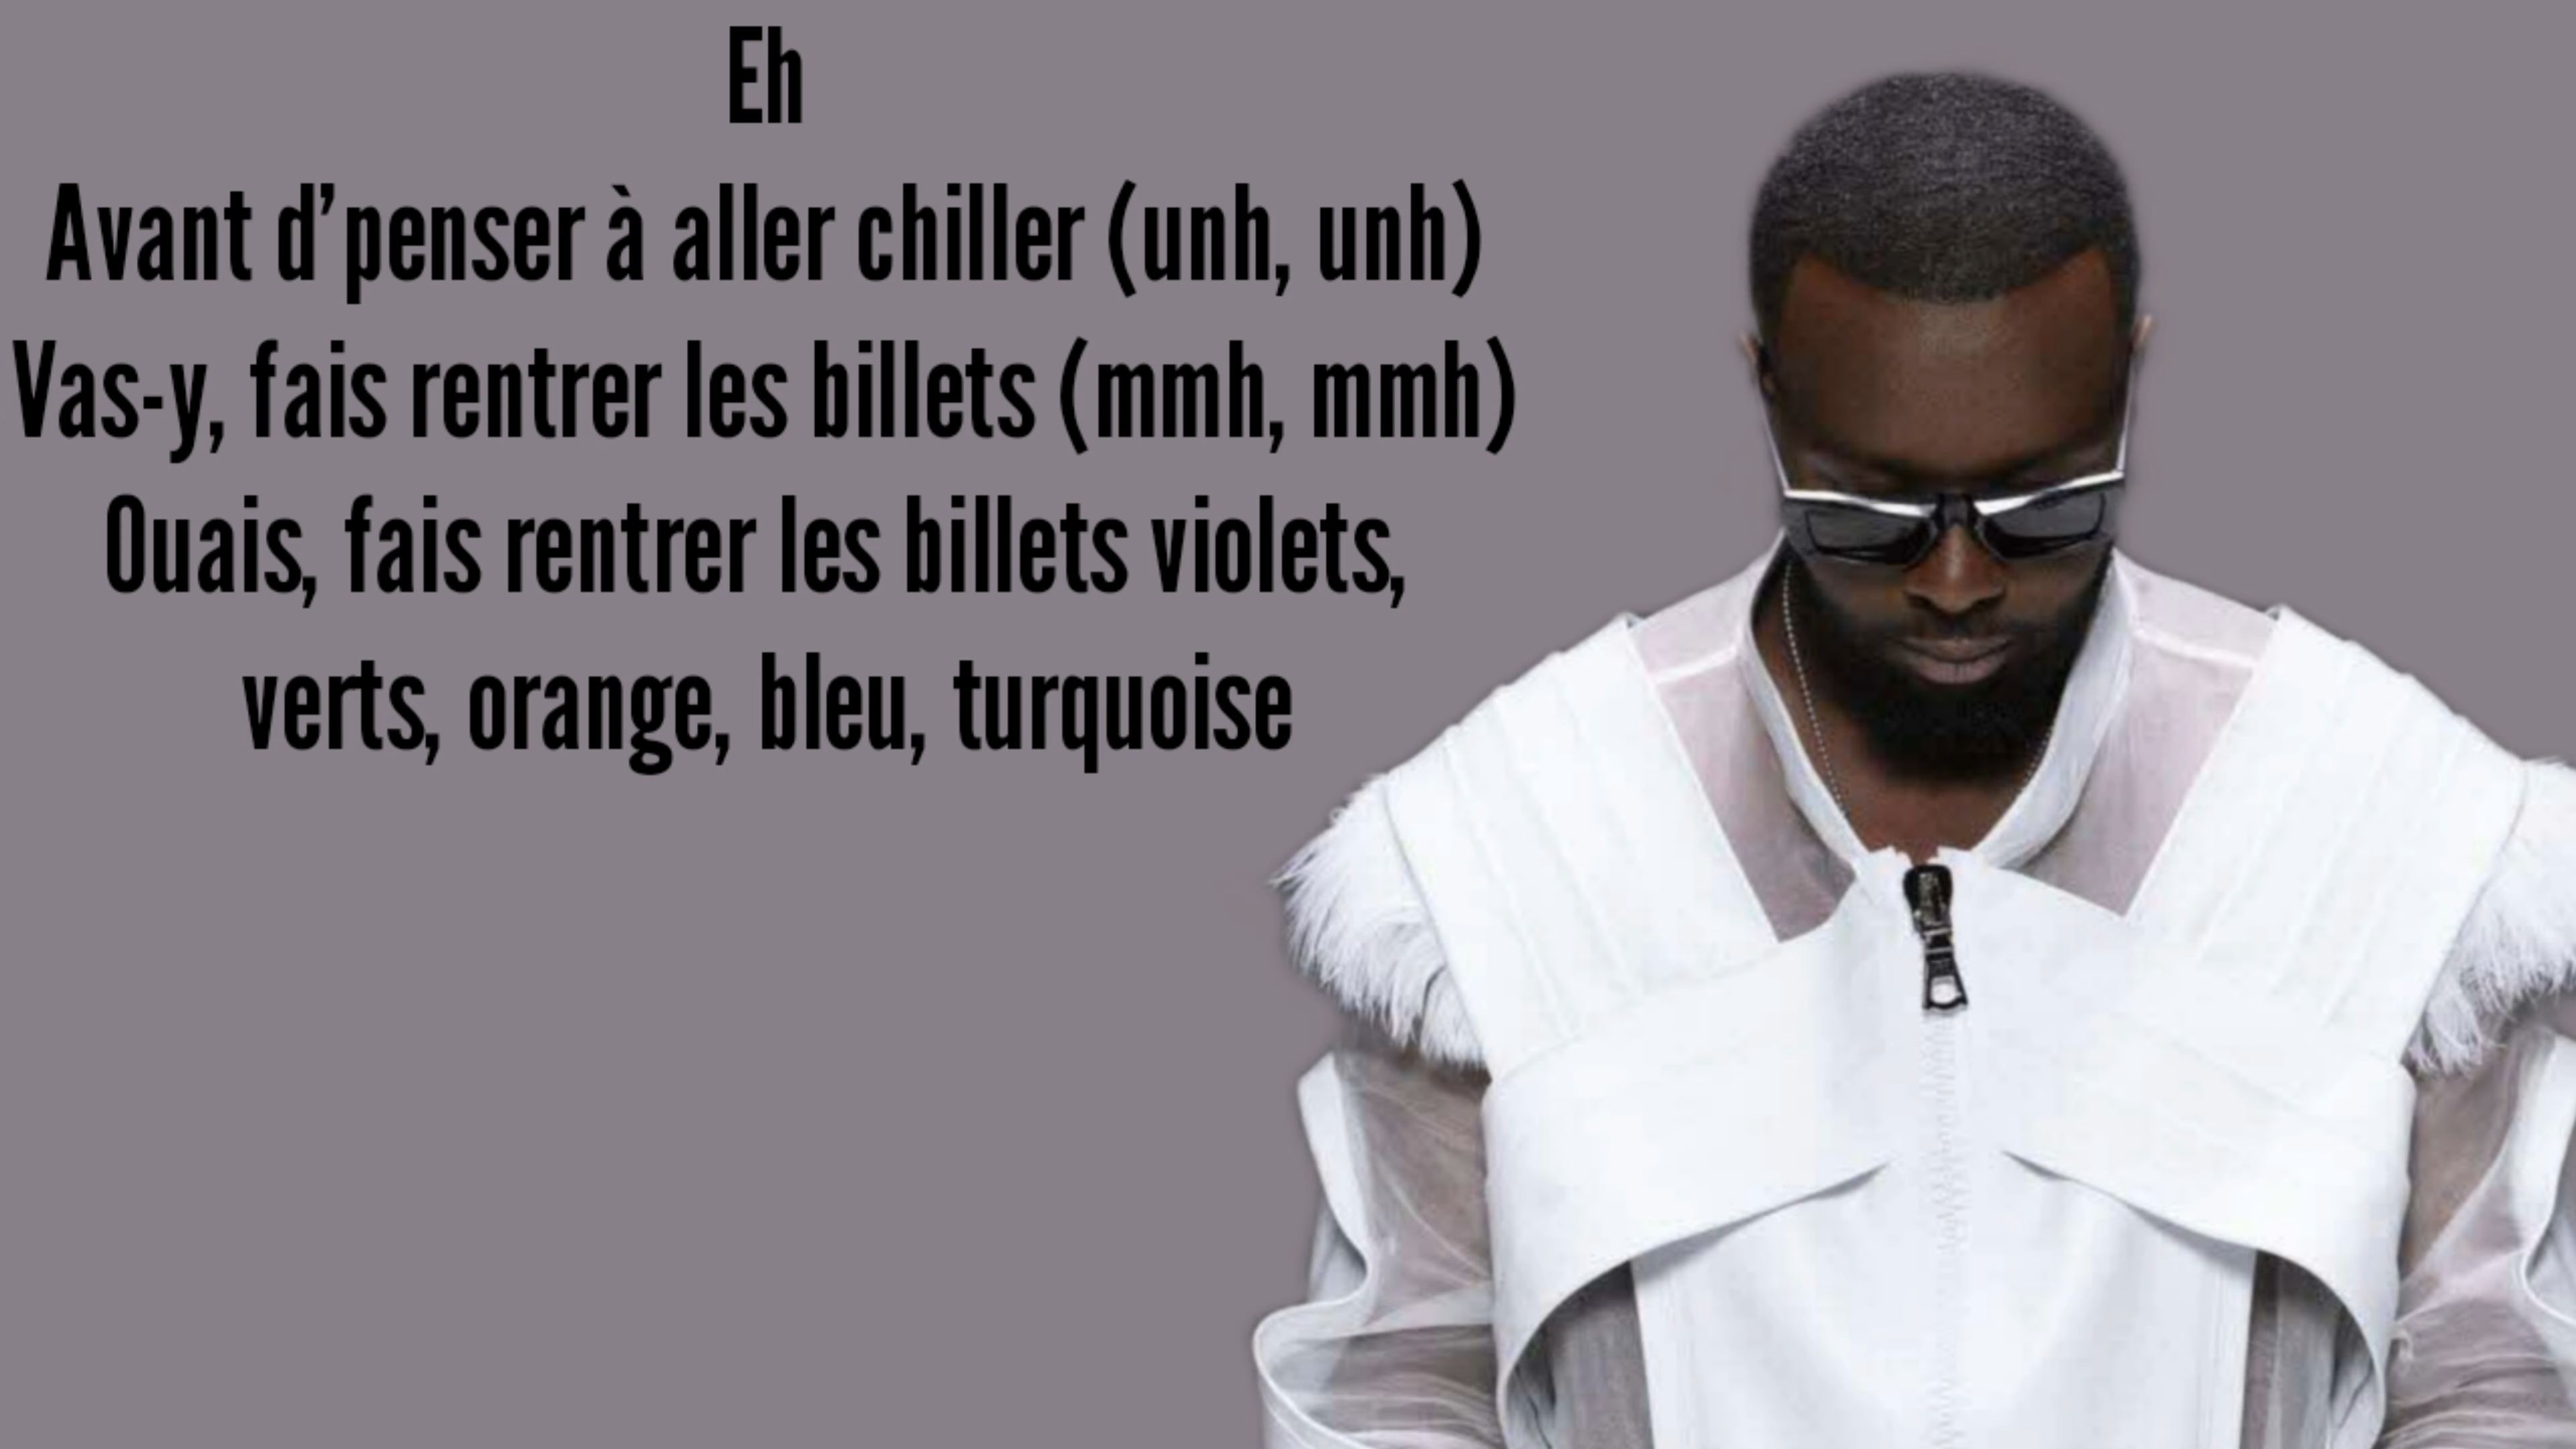 Eh
Avant d’penser à aller chiller (unh, unh)
Vas-y, fais rentrer les billets (mmh, mmh)
Ouais, fais rentrer les billets violets,
verts, orange, bleu, turquoise